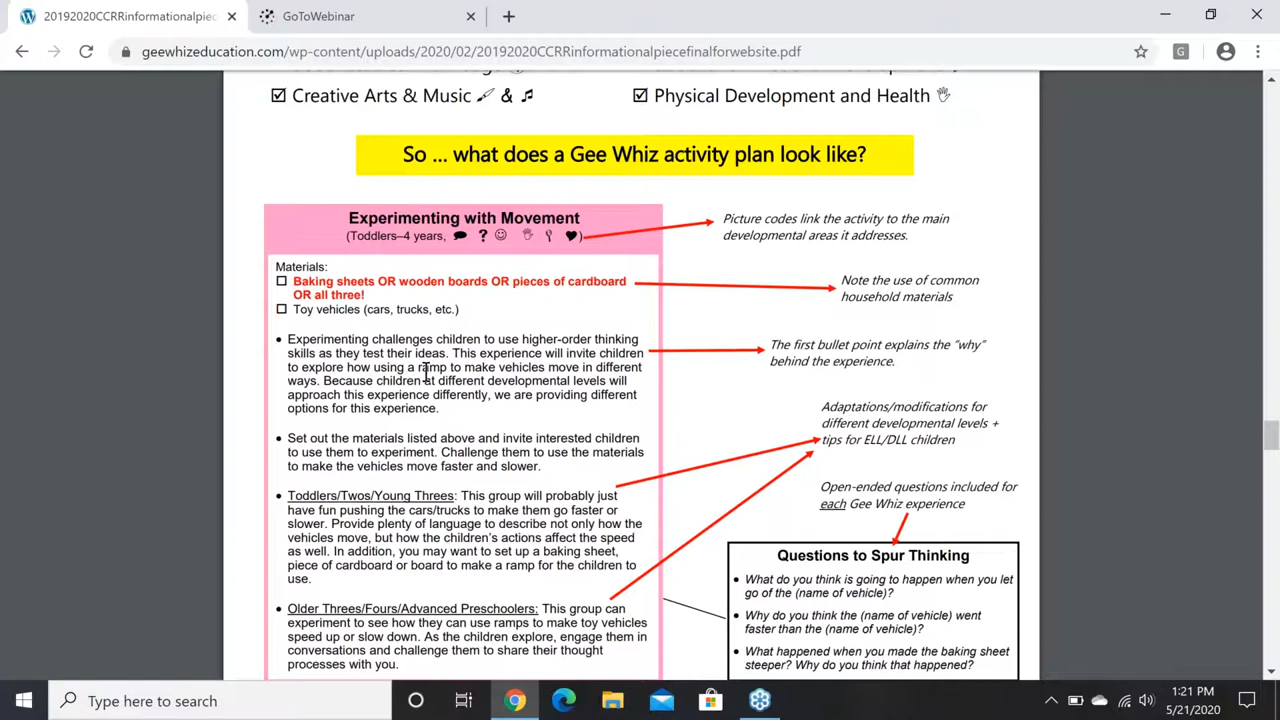 20192020CCRRinformationalpiec
GoToWebinar
geewhizeducation.com/wp-content/uploads/2020/02/20192020CCRRinformationalpiecefinalforwebsite.pdf
G
☑ Creative Arts & Music & ♫
☑ Physical Development and Health
So ... what does a Gee Whiz activity plan look like?
Experimenting with Movement
(Toddlers–4 years, ? )
Materials:
Baking sheets OR wooden boards OR pieces of cardboard
OR all three!
Toy vehicles (cars, trucks, etc.)
• Experimenting challenges children to use higher-order thinking
skills as they test their ideas. This experience will invite children
to explore how using a ramp to make vehicles move in different
ways. Because children at different developmental levels will
approach this experience differently, we are providing different
options for this experience.
• Set out the materials listed above and invite interested children
to use them to experiment. Challenge them to use the materials
to make the vehicles move faster and slower.
• Toddlers/Twos/Young Threes: This group will probably just
have fun pushing the cars/trucks to make them go faster or
slower. Provide plenty of language to describe not only how the
vehicles move, but how the children's actions affect the speed
as well. In addition, you may want to set up a baking sheet,
piece of cardboard or board to make a ramp for the children to
use.
• Older Threes/Fours/Advanced Preschoolers: This group can
experiment to see how they can use ramps to make toy vehicles
speed up or slow down. As the children explore, engage them in
conversations and challenge them to share their thought
processes with you.
Picture codes link the activity to the main
developmental areas it addresses.
Note the use of common
household materials
The first bullet point explains the "why"
behind the experience.
Adaptations/modifications for
different developmental levels +
tips for ELL/DLL children
Open-ended questions included for
each Gee Whiz experience
Questions to Spur Thinking
• What do you think is going to happen when you let
go of the (name of vehicle)?
• Why do you think the (name of vehicle) went
faster than the (name of vehicle)?
• What happened when you made the baking sheet
steeper? Why do you think that happened?
Type here to search
1:21 PM
5/21/2020